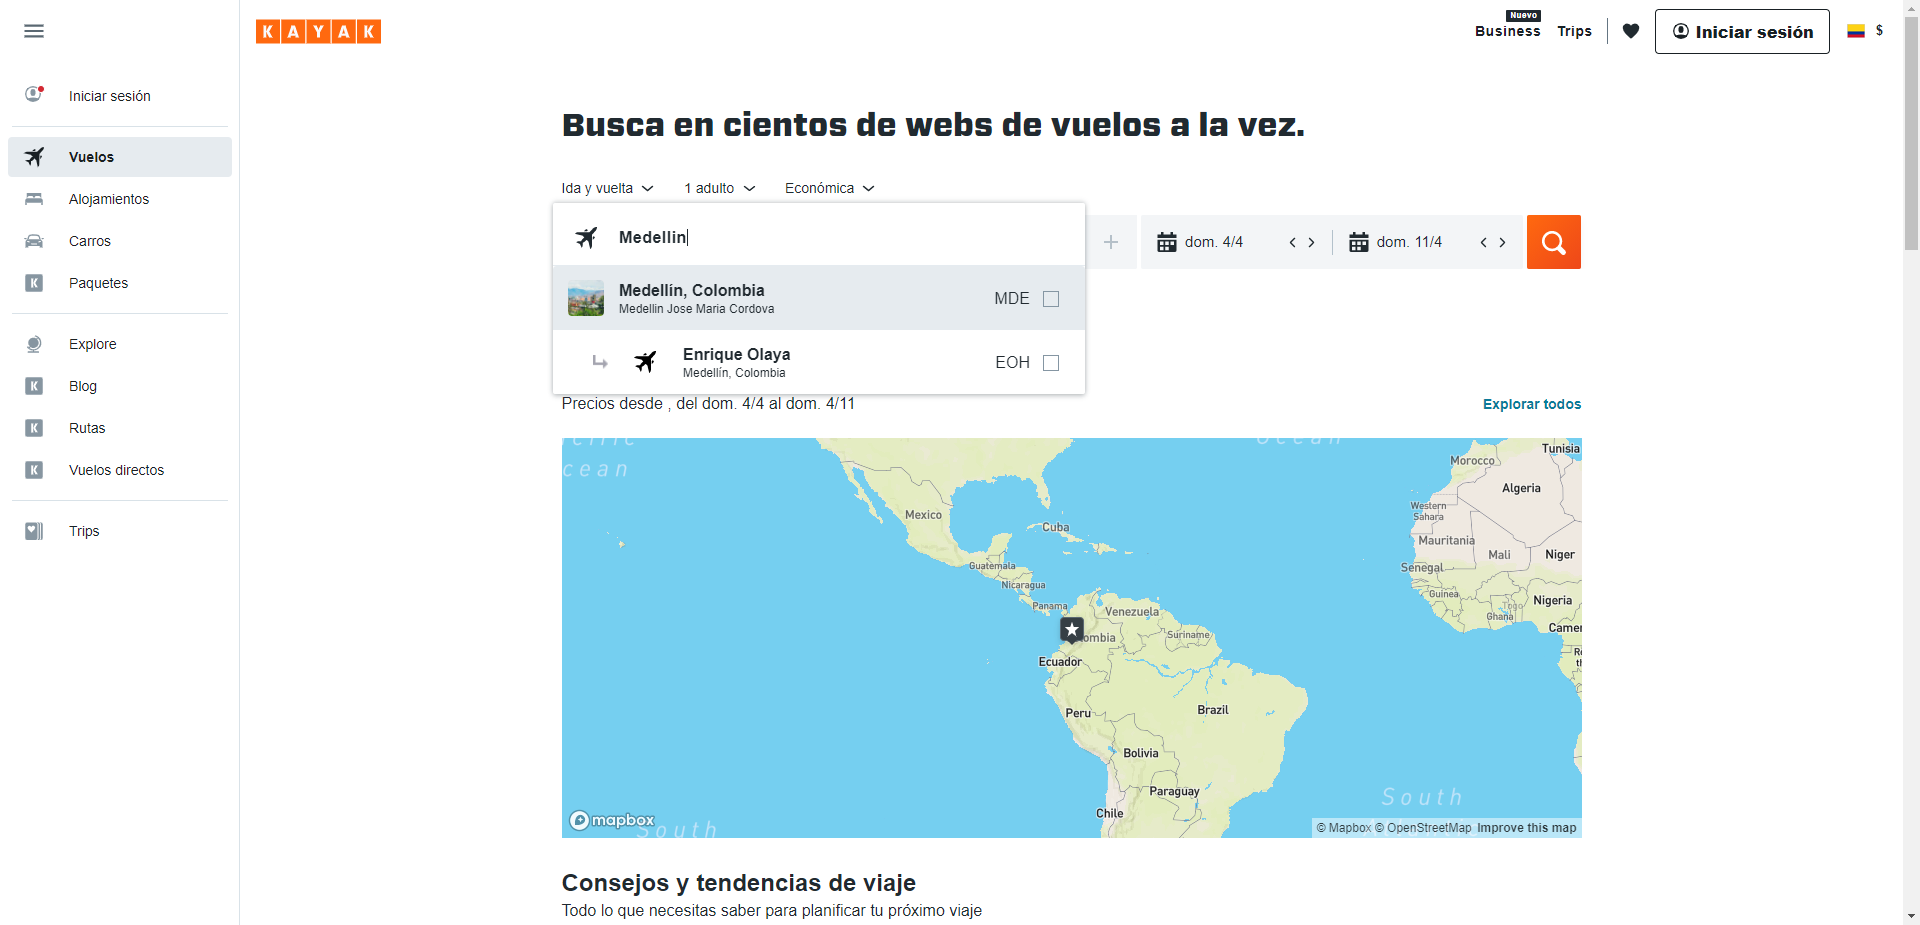 KAYAK
Nuevo
Business
Trips
Iniciar sesión
$
Iniciar sesión
Vuelos
Alojamientos
Carros
K Paquetes
Explore
K Blog
K Rutas
K Vuelos directos
Trips
Busca en cientos de webs de vuelos a la vez.
Ida y vuelta
1 adulto
Económica
Medellin
dom. 4/4
dom. 11/4
Medellín, Colombia
Medellin Jose Maria Cordova
MDE
Enrique Olaya
Medellín, Colombia
EOH
Precios desde , del dom. 4/4 al dom. 4/11
Explorar todos
cean
Ocean
Tunisia
Morocco
Algeria
Western
Sahara
Mexico
Cuba
Mauritania
Mali
Niger
Guatemala
Senegal
Nicaragua
Guinea
Togo
Nigeria
Panama
Venezuela
Ghana
Camer
ombia
Suriname
Ecuador
Peru
Brazil
Bolivia
Paraguay
Chile
South
South
mapbox
© Mapbox © OpenStreetMap Improve this map
Consejos y tendencias de viaje
Todo lo que necesitas saber para planificar tu próximo viaje